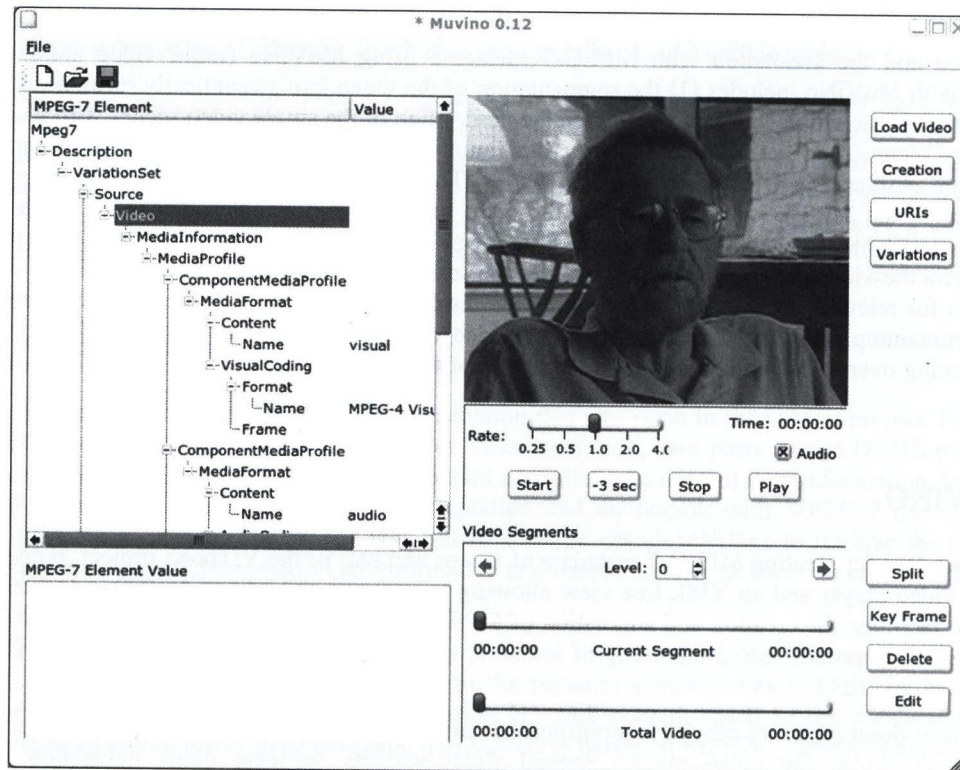 * Muvino 0.12
File
MPEG-7 Element Value
Mpeg7
Description
VariationSet
Source
Video
MediaInformation
MediaProfile
ComponentMediaProfile
MediaFormat
Content
Name visual
VisualCoding
Format
Name MPEG-4 Visu
Frame
ComponentMediaProfile
MediaFormat
Content
Name audio
MPEG-7 Element Value
Load Video
Creation
URIs
Variations
Rate:
0.25 0.5 1.0 2.0 4.0
Time: 00:00:00
Audio
Start -3 sec Stop Play
Video Segments
Level: 0
00:00:00 Current Segment 00:00:00
00:00:00 Total Video 00:00:00
Split
Key Frame
Delete
Edit